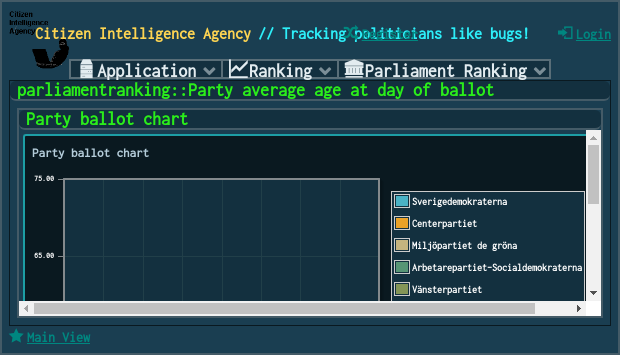 Citizen
Intelligence
Agency
Citizen Intelligence Agency // Tracking politicians like bugs!
Login
Application
Ranking
Parliament Ranking
parliamentranking::Party average age at day of ballot
Party ballot chart
Party ballot chart
75.00
65.00
Sverigedemokraterna
Centerpartiet
Miljöpartiet de gröna
Arbetarepartiet-Socialdemokraterna
Vänsterpartiet
Main View